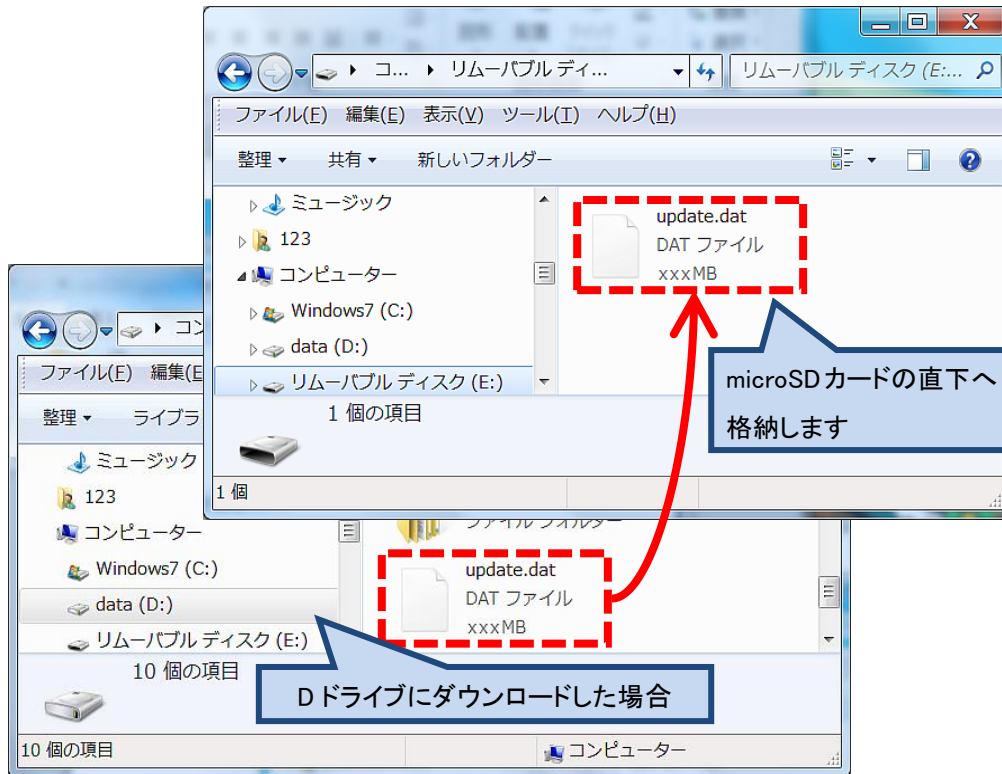 コ... リムーバブル ディ... リムーバブル ディスク (E:...
ファイル(F) 編集(E) 表示(V) ツール(T) ヘルプ(H)
整理 共有 新しいフォルダー
ミュージック
123
コンピューター
Windows7 (C:)
data (D:)
リムーバブル ディスク (E:)
update.dat
DAT ファイル
xxxMB
microSDカードの直下へ
格納します
1 個の項目
1 個
ファイル(F) 編集(E
整理 ライブラ
ミュージック
123
コンピューター
Windows7 (C:)
data (D:)
リムーバブル ディスク (E:)
ファイル フォルダー
update.dat
DAT ファイル
xxxMB
Dドライブにダウンロードした場合
10 個の項目
10 個の項目
コンピューター